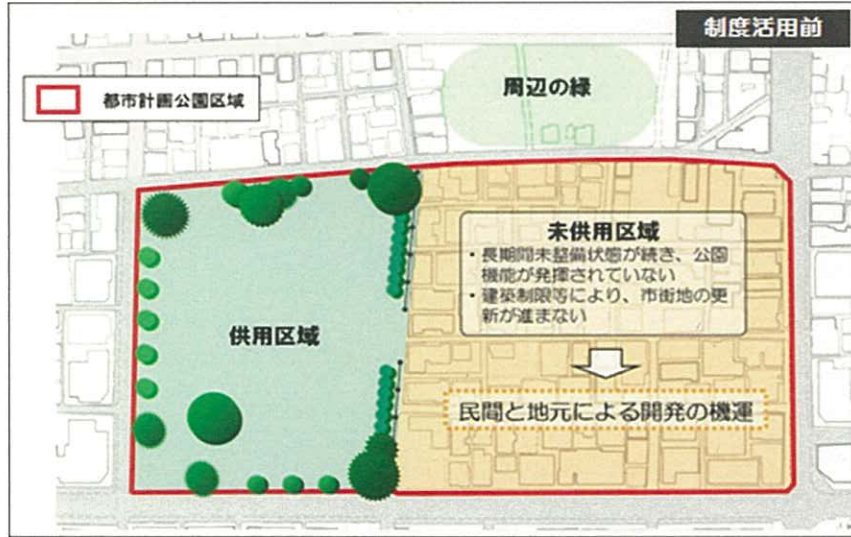 制度活用前
都市計画公園区域
周辺の緑
未供用区域
・長期間未整備状態が続き、公園
機能が発揮されていない
・建築制限等により、市街地の更
新が進まない
供用区域
民間と地元による開発の機運